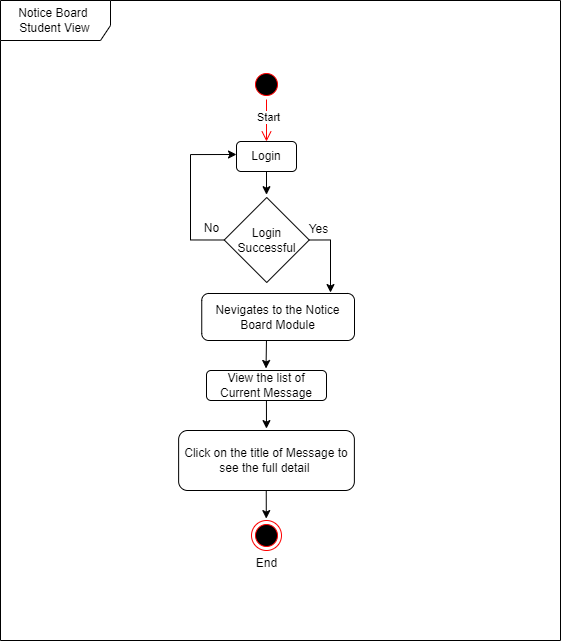 Notice Board
Student View
Start
Login
Login
Successful
No
Yes
Nevigates to the Notice
Board Module
View the list of
Current Message
Click on the title of Message to
see the full detail
End